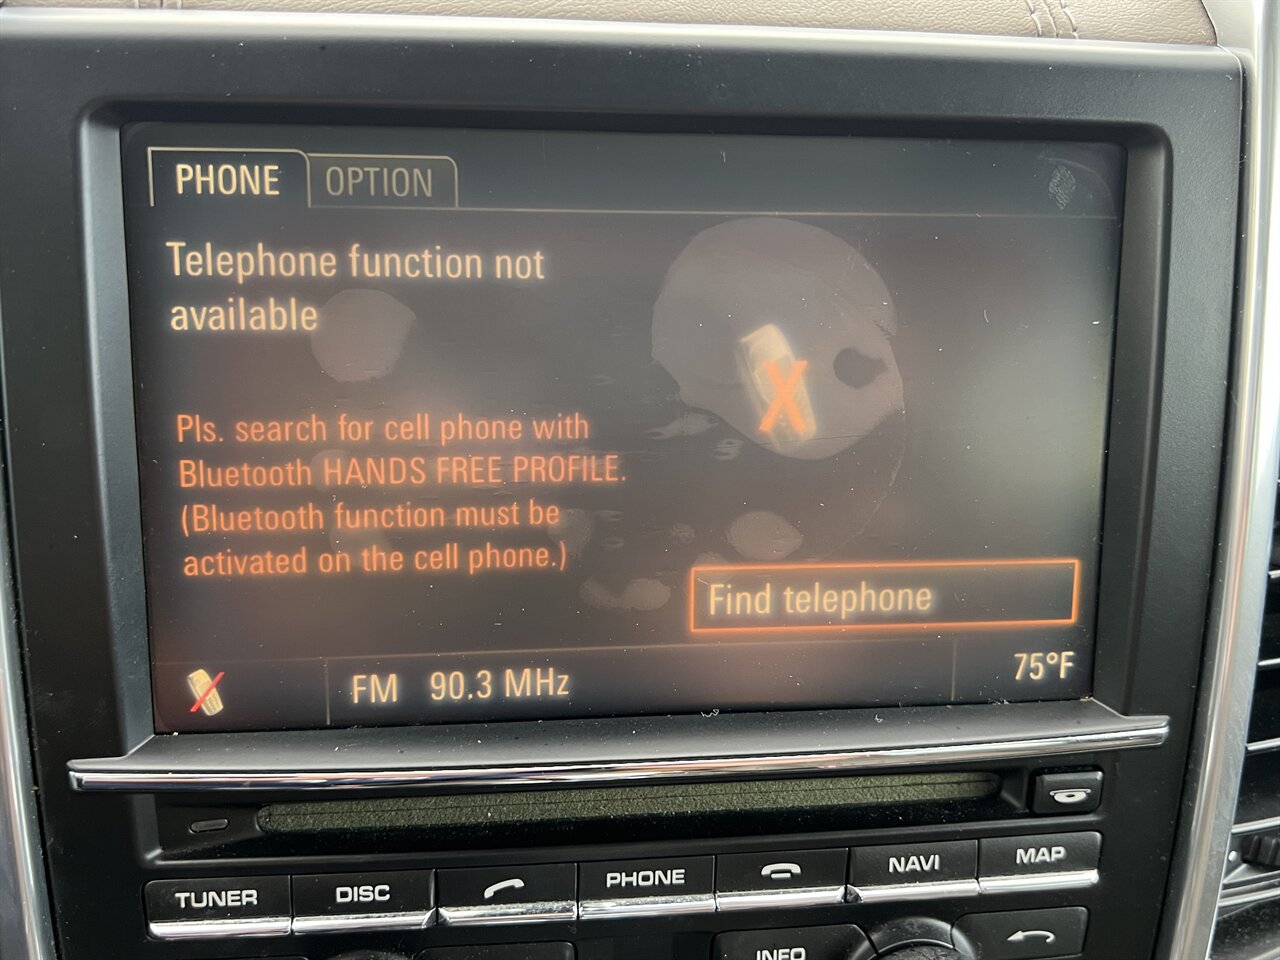 PHONE OPTION
Telephone function not
available
Pls. search for cell phone with
Bluetooth HANDS FREE PROFILE.
(Bluetooth function must be
activated on the cell phone.)
Find telephone
FM 90.3 MHz 75°F
TUNER DISC PHONE NAVI MAP
INFO